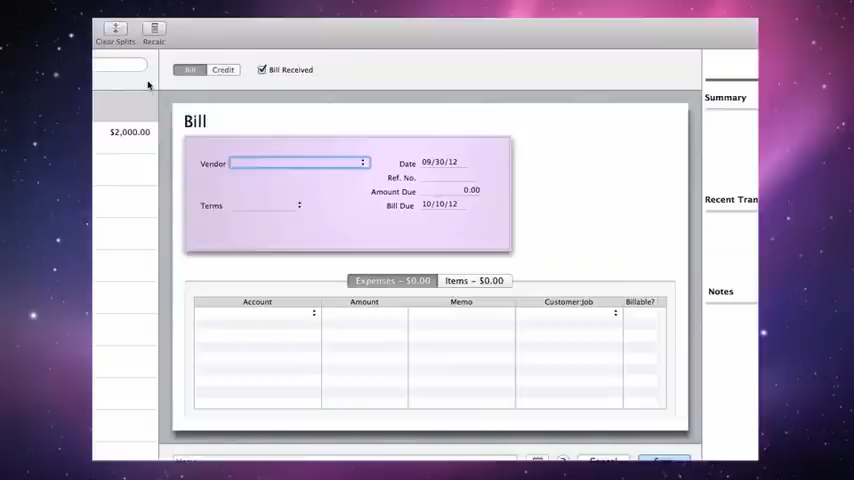 Clear Splits Recalc
Bill Credit Bill Received
Summary
Bill
$2,000.00
Vendor Date 09/30/12
Ref. No.
Amount Due 0.00
Terms Bill Due 10/10/12
Recent Tran
Expenses - $0.00 Items - $0.00
Notes
Account Amount Memo Customer:Job Billable?